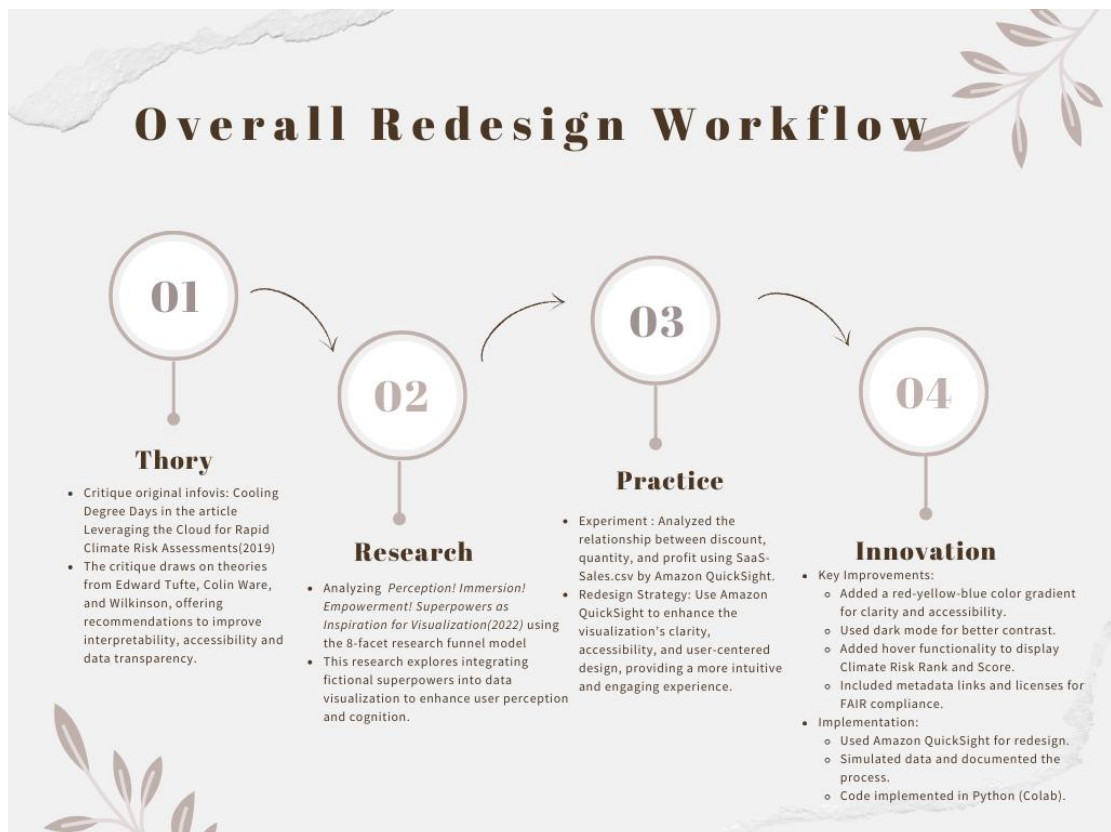 Overall Redesign Workflow
01
Thory
• Critique original infovis: Cooling
Degree Days in the article
Leveraging the Cloud for Rapid
Climate Risk Assessments(2019)
• The critique draws on theories
from Edward Tufte, Colin Ware,
and Wilkinson, offering
recommendations to improve
interpretability, accessibility and
data transparency.
02
Research
• Analyzing Perception! Immersion!
Empowerment! Superpowers as
Inspiration for Visualization(2022) using
the 8-facet research funnel model
• This research explores integrating
fictional superpowers into data
visualization to enhance user perception
and cognition.
03
Practice
• Experiment : Analyzed the
relationship between discount,
quantity, and profit using SaaS-
Sales.csv by Amazon QuickSight.
• Redesign Strategy: Use Amazon
QuickSight to enhance the
visualization's clarity,
accessibility, and user-centered
design, providing a more intuitive
and engaging experience.
04
Innovation
• Key Improvements:
◦ Added a red-yellow-blue color gradient
for clarity and accessibility.
◦ Used dark mode for better contrast.
◦ Added hover functionality to display
Climate Risk Rank and Score.
◦ Included metadata links and licenses for
FAIR compliance.
• Implementation:
◦ Used Amazon QuickSight for redesign.
◦ Simulated data and documented the
process.
◦ Code implemented in Python (Colab).